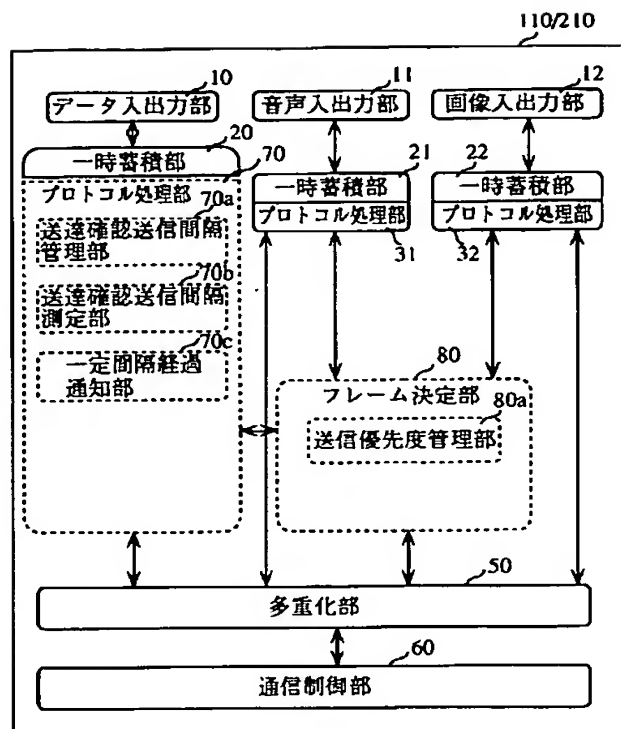 110/210
10
11
12
データ入出力部
音声入出力部
画像入出力部
20
一時蓄積部
70
プロトコル処理部
70a
送達確認送信間隔
管理部
70b
送達確認送信間隔
測定部
70c
一定間隔経過
通知部
21
一時蓄積部
プロトコル処理部
31
22
一時蓄積部
プロトコル処理部
32
80
フレーム決定部
80a
送信優先度管理部
50
多重化部
60
通信制御部